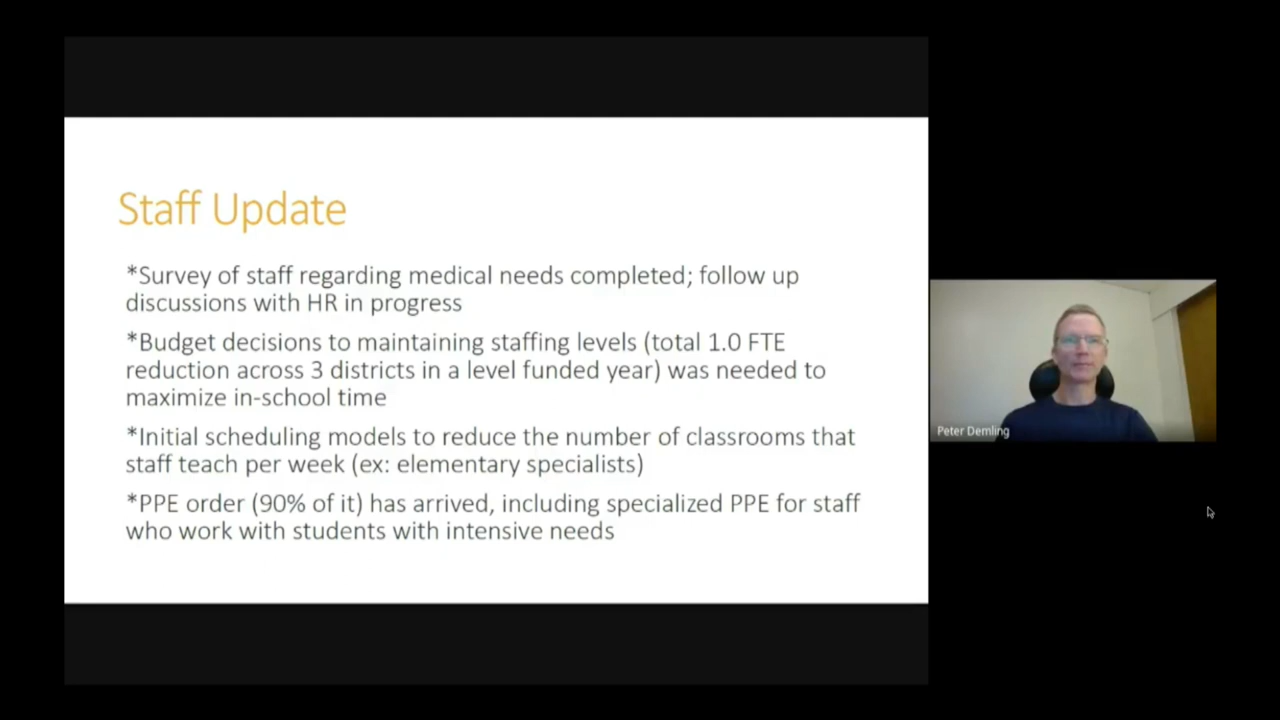 Staff Update
*Survey of staff regarding medical needs completed; follow up
discussions with HR in progress
*Budget decisions to maintaining staffing levels (total 1.0 FTE
reduction across 3 districts in a level funded year) was needed to
maximize in-school time
*Initial scheduling models to reduce the number of classrooms that
staff teach per week (ex: elementary specialists)
*PPE order (90% of it) has arrived, including specialized PPE for staff
who work with students with intensive needs
Peter Demling